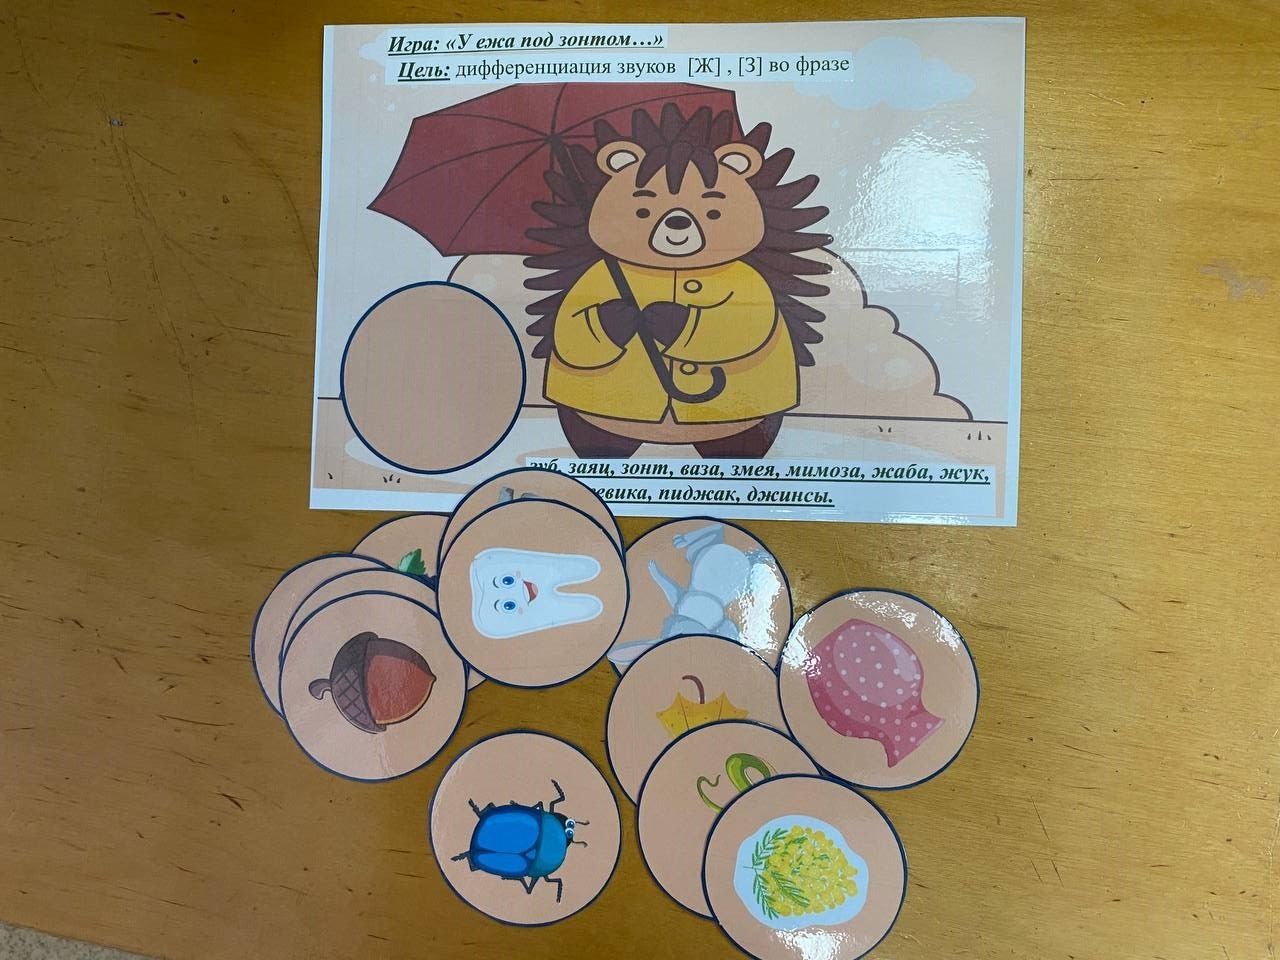 Игра: «У ежа под зонтом…»
Цель: дифференциация звуков [Ж] , [З] во фразе
зуб, заяц, зонт, ваза, змея, мимоза, жаба, жук,
пиджак, джинсы.